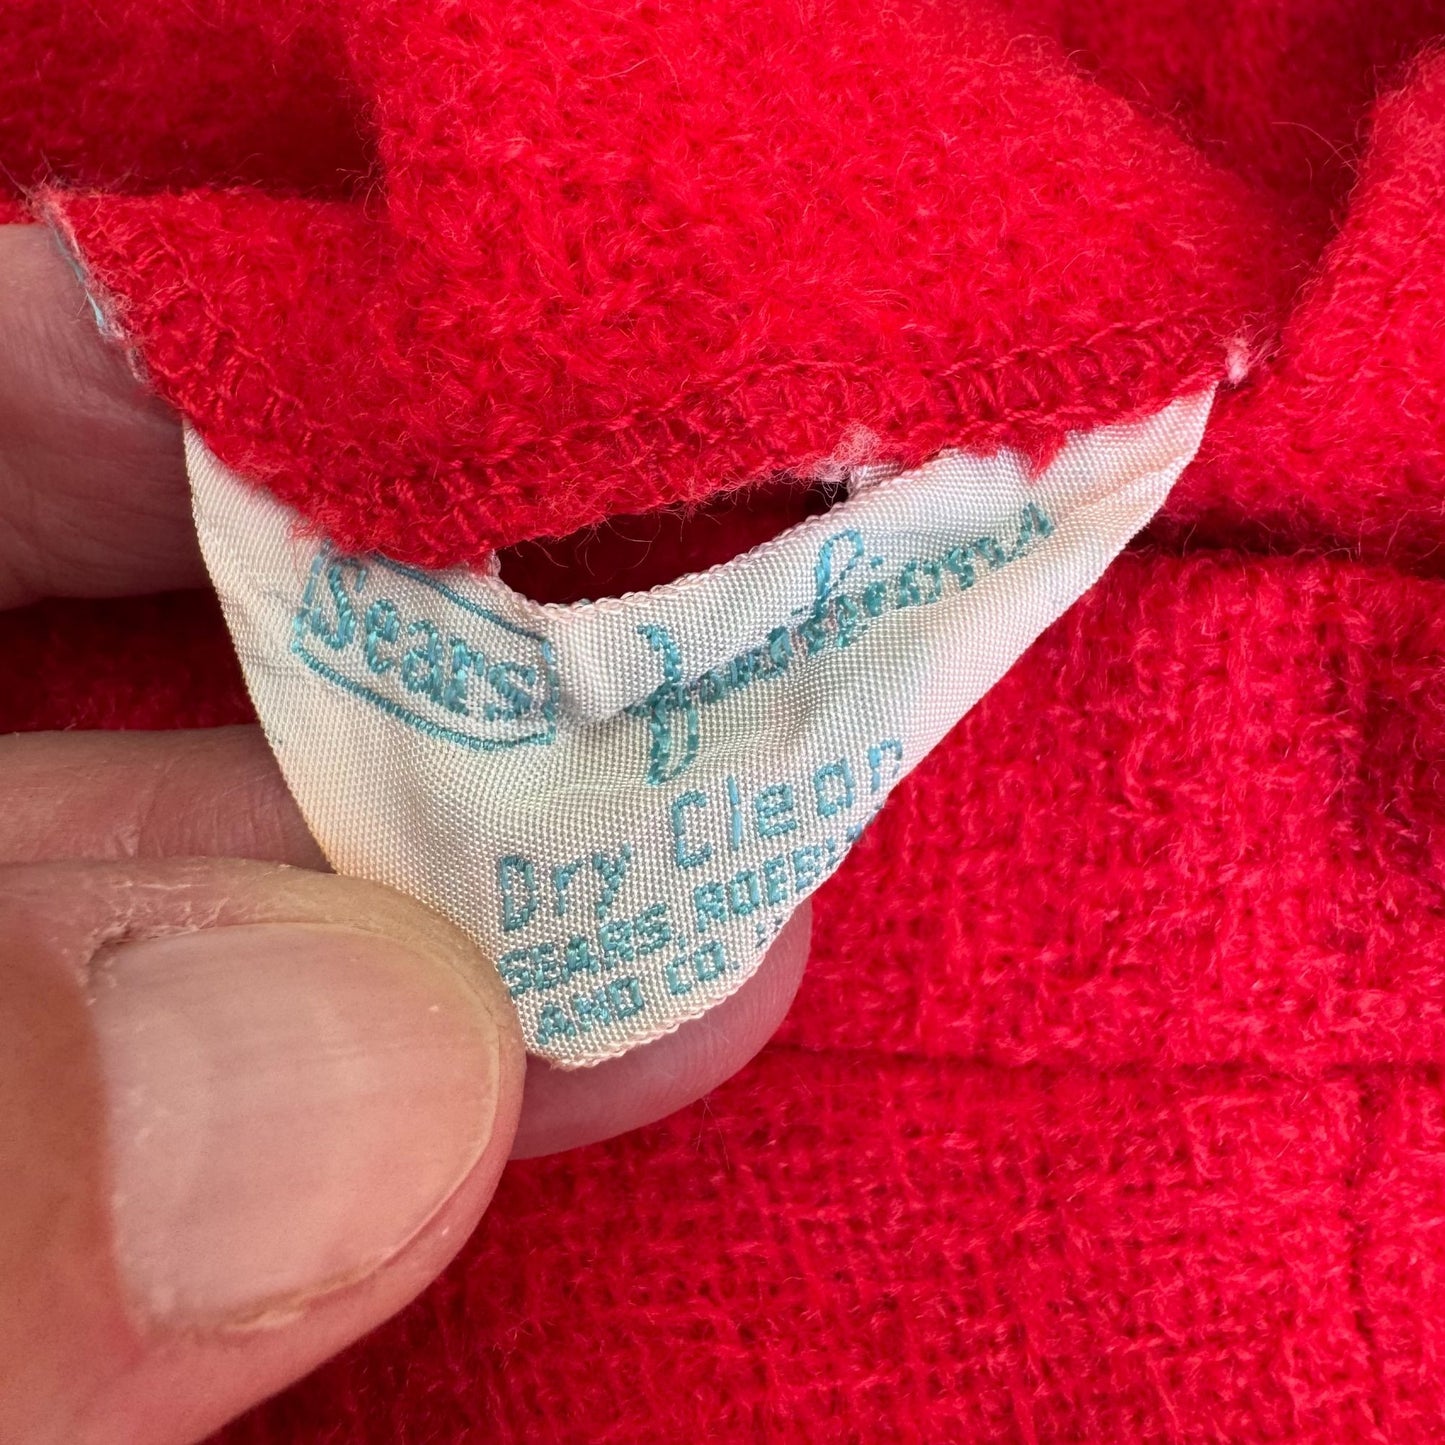 Sears
Fashions
Dry Clean
SEARS, ROEBUCK
AND CO.